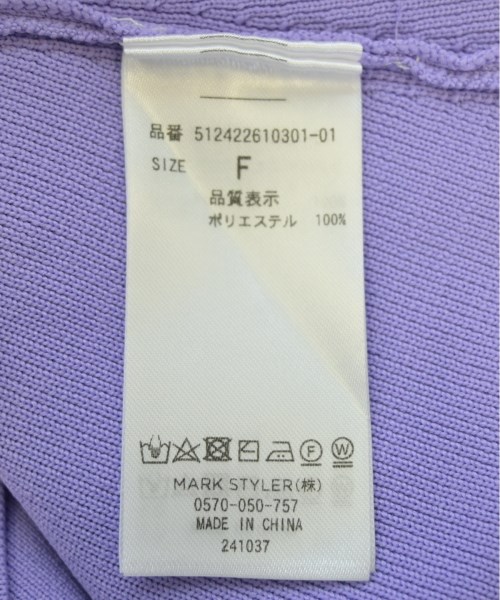 品番 512422610301-01
SIZE F
品質表示
ポリエステル 100%
F W
MARK STYLER(株)
0570-050-757
MADE IN CHINA
241037